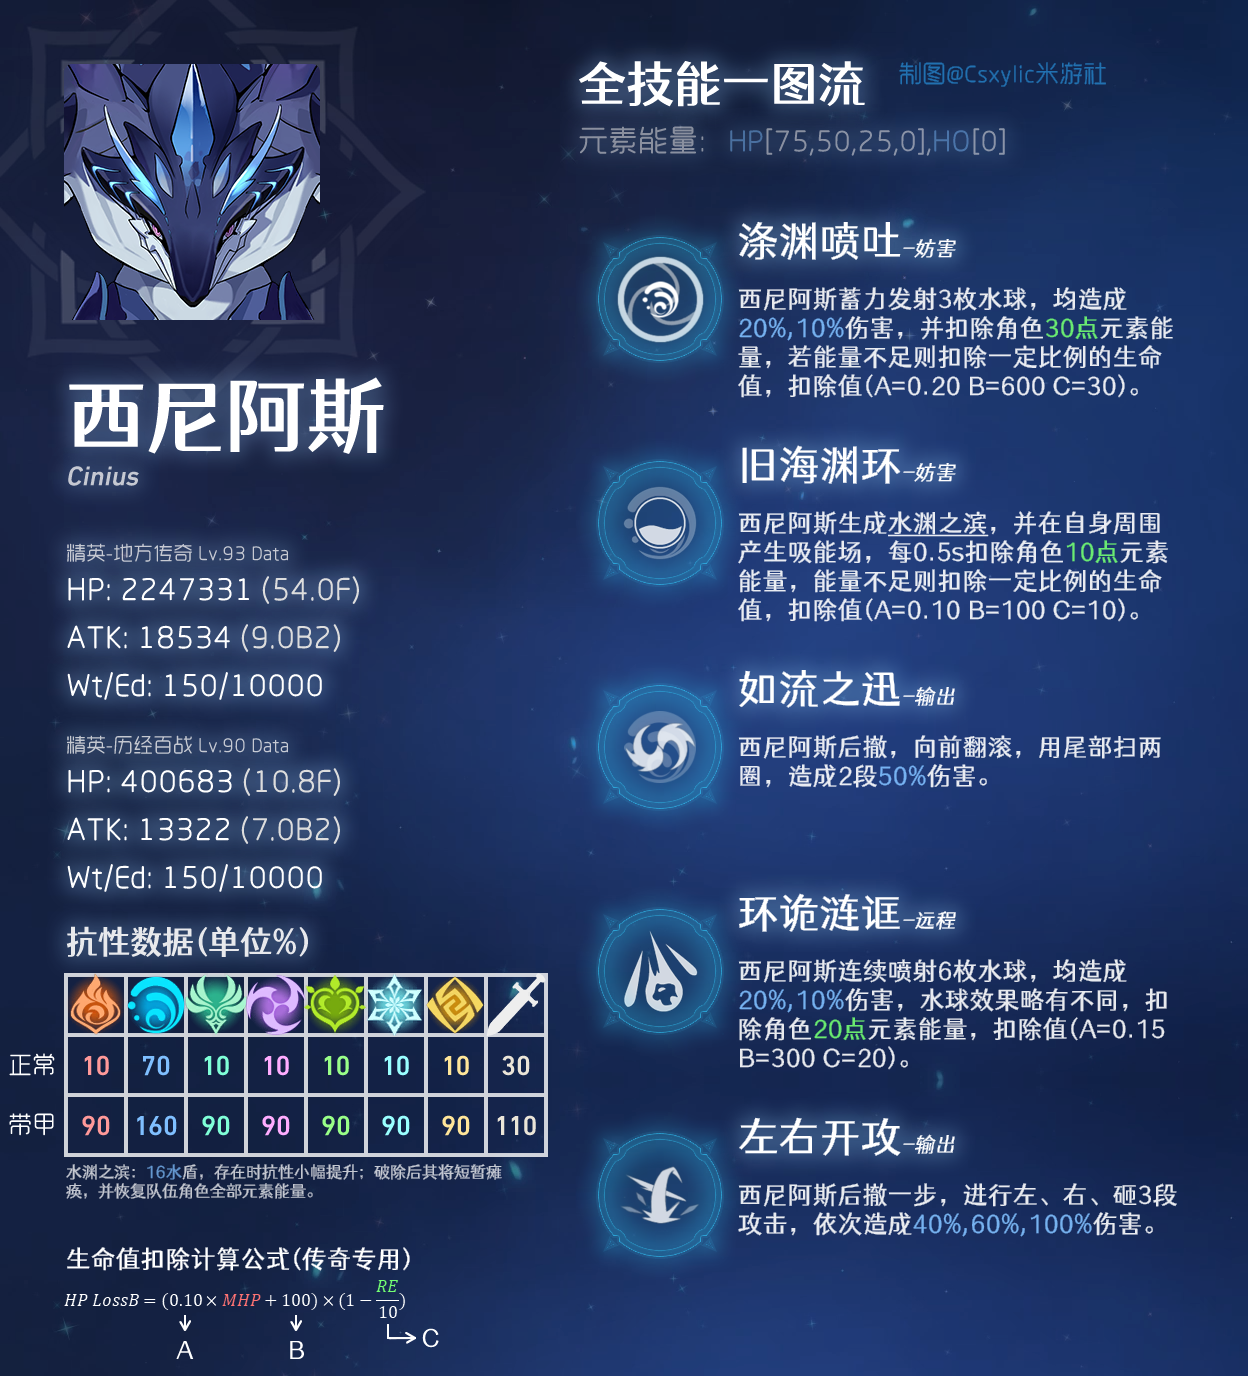 全技能一图流
制图@Csxylic米游社
元素能量: HP[75,50,25,0],HO[0]
西尼阿斯
Cinius
精英-地方传奇 Lv.93 Data
HP: 2247331 (54.0F)
ATK: 18534 (9.0B2)
Wt/Ed: 150/10000
精英-历经百战 Lv.90 Data
HP: 400683 (10.8F)
ATK: 13322 (7.0B2)
Wt/Ed: 150/10000
抗性数据(单位%)
正常 10 70 10 10 10 10 10 30
带甲 90 160 90 90 90 90 90 110
水渊之滨：16水盾，存在时抗性小幅提升；破除后其将短暂瘫
痪，并恢复队伍角色全部元素能量。
生命值扣除计算公式(传奇专用)
HP LossB = (0.10 × MHP + 100) × (1 − RE/10)
A
B
C
涤渊喷吐-妨害
西尼阿斯蓄力发射3枚水球，均造成
20%,10%伤害，并扣除角色30点元素能
量，若能量不足则扣除一定比例的生命
值，扣除值(A=0.20 B=600 C=30)。
旧海渊环-妨害
西尼阿斯生成水渊之滨，并在自身周围
产生吸能场，每0.5s扣除角色10点元素
能量，能量不足则扣除一定比例的生命
值，扣除值(A=0.10 B=100 C=10)。
如流之迅-输出
西尼阿斯后撤，向前翻滚，用尾部扫两
圈，造成2段50%伤害。
环诡涟诓-远程
西尼阿斯连续喷射6枚水球，均造成
20%,10%伤害，水球效果略有不同，扣
除角色20点元素能量，扣除值(A=0.15
B=300 C=20)。
左右开攻-输出
西尼阿斯后撤一步，进行左、右、砸3段
攻击，依次造成40%,60%,100%伤害。